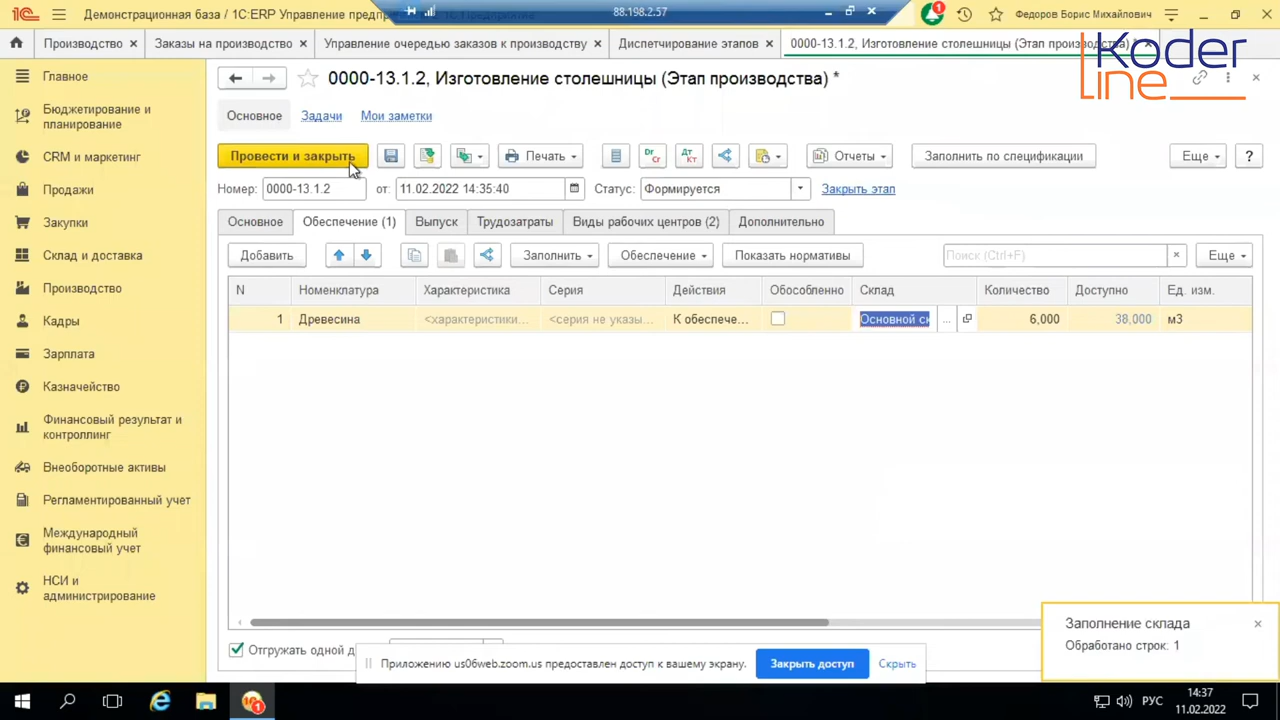 Демонстрационная база / 1С:ERP Управление предпр
88.198.2.57
1
Федоров Борис Михайлович
Производство
Заказы на производство
Управление очередью заказов к производству
Диспетчирование этапов
0000-13.1.2, Изготовление столешницы (Этап производства) *
Koder
line
Главное
Бюджетирование и
планирование
CRM и маркетинг
Продажи
Закупки
Склад и доставка
Производство
Кадры
Зарплата
Казначейство
Финансовый результат и
контроллинг
Внеоборотные активы
Регламентированный учет
Международный
финансовый учет
НСИ и
администрирование
0000-13.1.2, Изготовление столешницы (Этап производства) *
Основное
Задачи
Мои заметки
Провести и закрыть
Печать
Dr
Cr
Дт
Кт
Отчеты
Заполнить по спецификации
Еще
?
Номер:
0000-13.1.2
от:
11.02.2022 14:35:40
Статус:
Формируется
Закрыть этап
Основное
Обеспечение (1)
Выпуск
Трудозатраты
Виды рабочих центров (2)
Дополнительно
Добавить
Заполнить
Обеспечение
Показать нормативы
Поиск (Ctrl+F)
Еще
N
Номенклатура
Характеристика
Серия
Действия
Обособленно
Склад
Количество
Доступно
Ед. изм.
1
Древесина
<характеристики...
<серия не указы...
К обеспече...
Основной ск
...
6,000
38,000
м3
Отгружать одной д
Приложению us06web.zoom.us предоставлен доступ к вашему экрану.
Закрыть доступ
Скрыть
Заполнение склада
Обработано строк: 1
1
РУС
14:37
11.02.2022